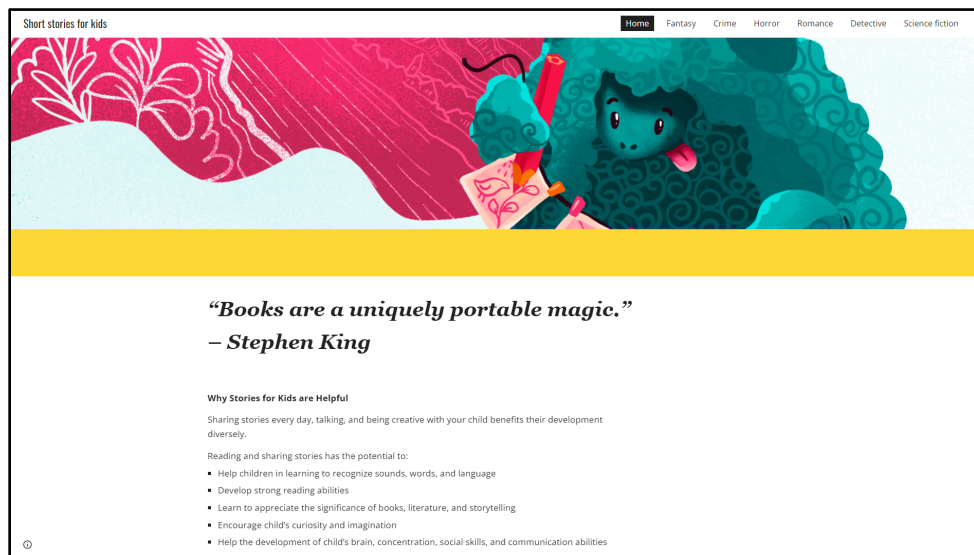 Short stories for kids
Home Fantasy Crime Horror Romance Detective Science fiction
“Books are a uniquely portable magic.”
– Stephen King
Why Stories for Kids are Helpful
Sharing stories every day, talking, and being creative with your child benefits their development
diversely.
Reading and sharing stories has the potential to:
▪ Help children in learning to recognize sounds, words, and language
▪ Develop strong reading abilities
▪ Learn to appreciate the significance of books, literature, and storytelling
▪ Encourage child’s curiosity and imagination
▪ Help the development of child’s brain, concentration, social skills, and communication abilities